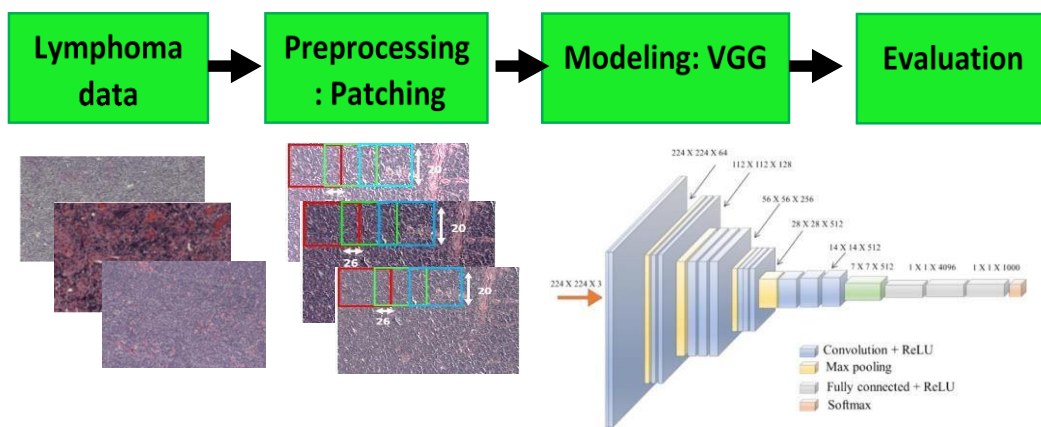 Lymphoma
data
Preprocessing
: Patching
Modeling: VGG
Evaluation
20
26
20
26
20
26
224 X 224 X 3
224 X 224 X 64
112 X 112 X 128
56 X 56 X 256
28 X 28 X 512
14 X 14 X 512
7 X 7 X 512
1 X 1 X 4096
1 X 1 X 1000
Convolution + ReLU
Max pooling
Fully connected + ReLU
Softmax